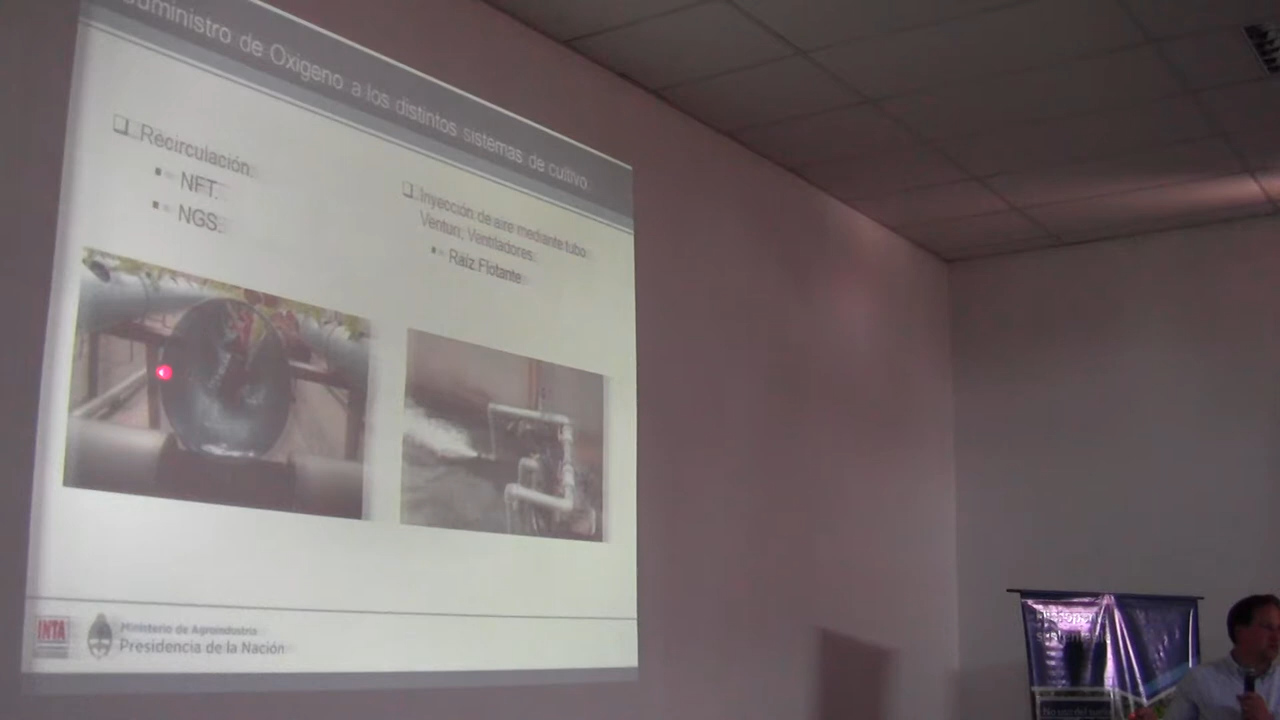 Suministro de Oxigeno a los distintos sistemas de cultivo
Recirculación:
NFT.
NGS.
Inyección de aire mediante tubo
Venturi; Ventiladores:
Raíz Flotante
INTA
Ministerio de Agroindustria
Presidencia de la Nación